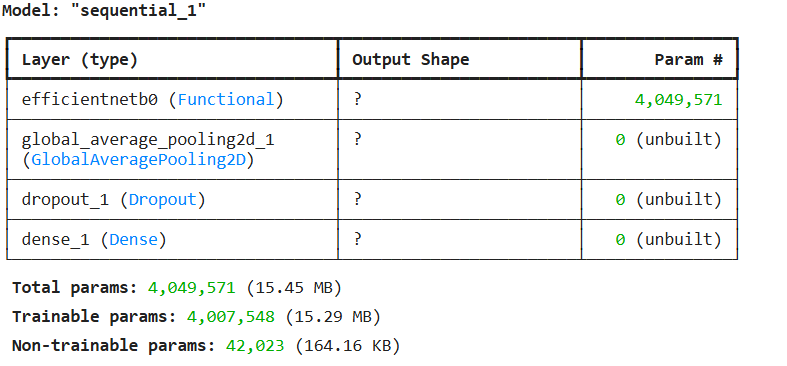 Model: "sequential_1"
Layer (type) Output Shape Param #
efficientnetb0 (Functional) ? 4,049,571
global_average_pooling2d_1 ? 0 (unbuilt)
(GlobalAveragePooling2D)
dropout_1 (Dropout) ? 0 (unbuilt)
dense_1 (Dense) ? 0 (unbuilt)
Total params: 4,049,571 (15.45 MB)
Trainable params: 4,007,548 (15.29 MB)
Non-trainable params: 42,023 (164.16 KB)